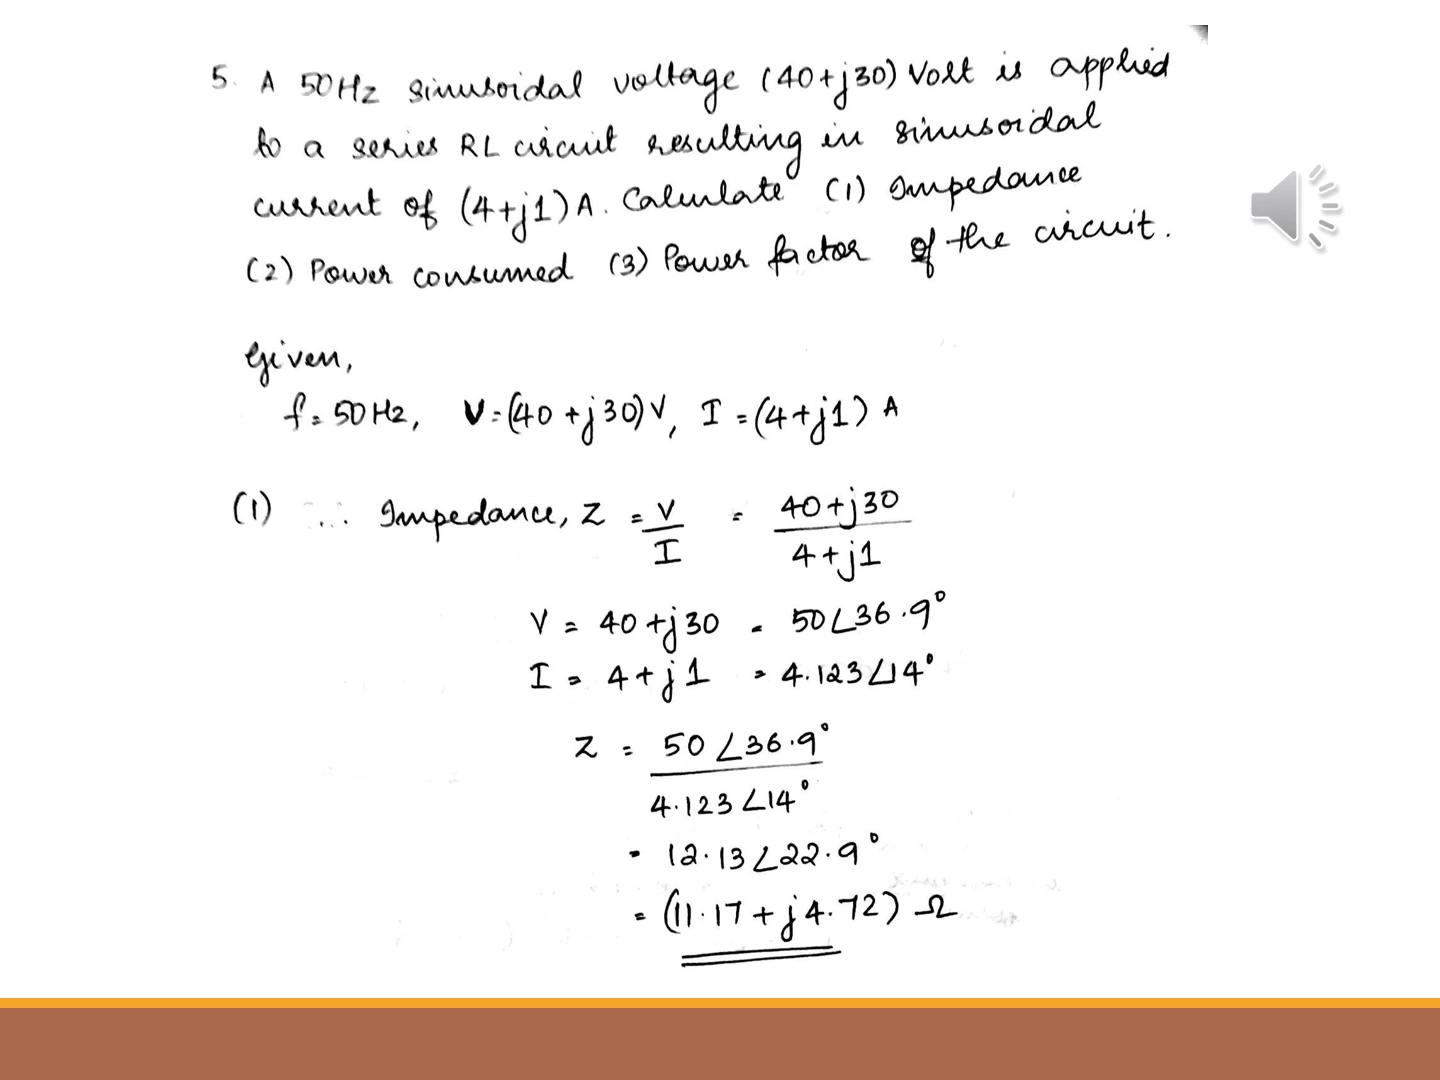 5. A 50Hz sinusoidal voltage (40+j30) Volt is applied
to a series RL circuit resulting in sinusoidal
current of (4+j1)A. Calculate (1) Impedance
(2) Power consumed (3) Power factor of the circuit.
Given,
f = 50Hz, V = (40+j30)V, I = (4+j1) A
(1) ∴ Impedance, Z = V/I = 40+j30 / 4+j1
V = 40+j30 = 50∠36.9°
I = 4+j1 = 4.123∠14°
Z = 50∠36.9°
4.123∠14°
= 12.13∠22.9°
= (11.17+j4.72) Ω